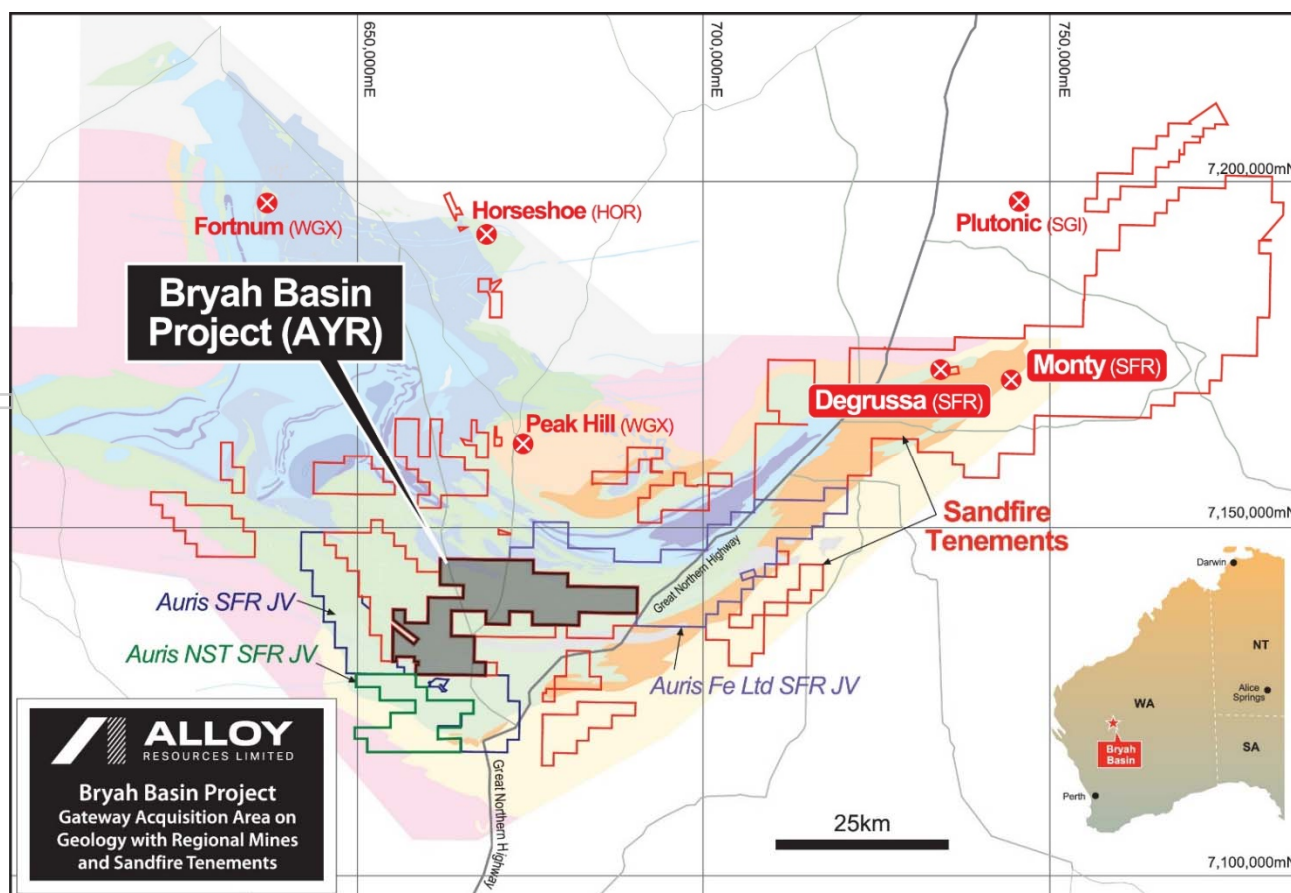 650,000mE
700,000mE
750,000mE
7,200,000mN
Fortnum (WGX)
Horseshoe (HOR)
Plutonic (SGI)
Bryah Basin
Project (AYR)
Monty (SFR)
Degrussa (SFR)
Peak Hill (WGX)
Sandfire
Tenements
7,150,000mN
Great Northern Highway
Auris SFR JV
Auris NST SFR JV
Auris Fe Ltd SFR JV
Great Northern Highway
25km
7,100,000mN
ALLOY
RESOURCES LIMITED
Bryah Basin Project
Gateway Acquisition Area on
Geology with Regional Mines
and Sandfire Tenements
Darwin
NT
Alice
Springs
WA
SA
Bryah
Basin
Perth